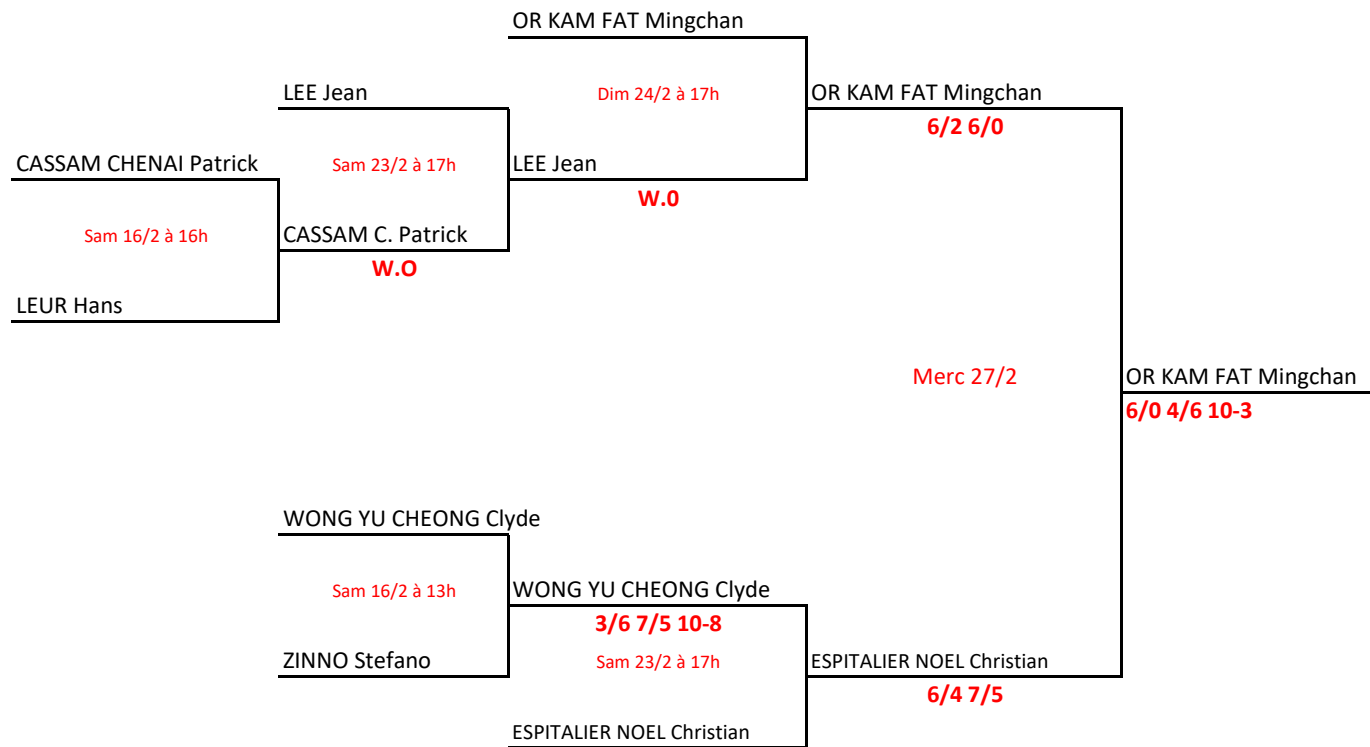 OR KAM FAT Mingchan
LEE Jean
Dim 24/2 à 17h
OR KAM FAT Mingchan
6/2 6/0
CASSAM CHENAI Patrick
Sam 23/2 à 17h
LEE Jean
W.0
Sam 16/2 à 16h
CASSAM C. Patrick
W.O
LEUR Hans
Merc 27/2
OR KAM FAT Mingchan
6/0 4/6 10-3
WONG YU CHEONG Clyde
Sam 16/2 à 13h
WONG YU CHEONG Clyde
3/6 7/5 10-8
ZINNO Stefano
Sam 23/2 à 17h
ESPITALIER NOEL Christian
6/4 7/5
ESPITALIER NOEL Christian